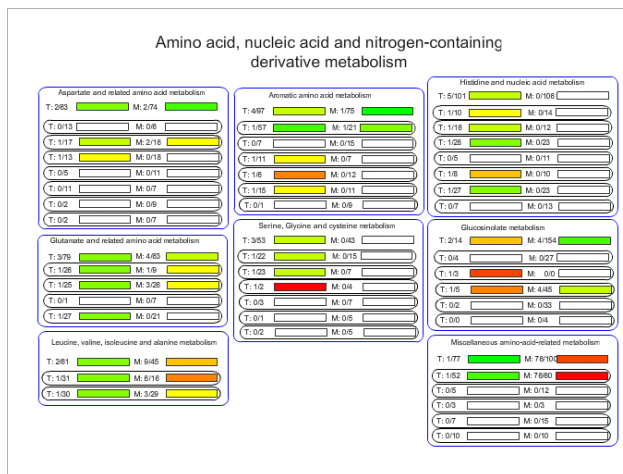 Amino acid, nucleic acid and nitrogen-containing
derivative metabolism
Aspartate and related amino acid metabolism
T: 2/63 M: 2/74
T: 0/13 M: 0/6
T: 1/17 M: 2/16
T: 1/13 M: 0/18
T: 0/5 M: 0/11
T: 0/11 M: 0/7
T: 0/2 M: 0/9
T: 0/2 M: 0/7
Glutamate and related amino acid metabolism
T: 3/79 M: 4/63
T: 1/26 M: 1/9
T: 1/25 M: 3/26
T: 0/1 M: 0/7
T: 1/27 M: 0/21
Leucine, valine, isoleucine and alanine metabolism
T: 2/61 M: 9/45
T: 1/31 M: 6/16
T: 1/30 M: 3/29
Aromatic amino acid metabolism
T: 4/97 M: 1/75
T: 1/57 M: 1/21
T: 0/7 M: 0/15
T: 1/11 M: 0/7
T: 1/6 M: 0/12
T: 1/15 M: 0/11
T: 0/1 M: 0/9
Serine, Glycine and cysteine metabolism
T: 3/53 M: 0/43
T: 1/22 M: 0/15
T: 1/23 M: 0/7
T: 1/2 M: 0/4
T: 0/3 M: 0/7
T: 0/1 M: 0/5
T: 0/2 M: 0/5
Histidine and nucleic acid metabolism
T: 5/101 M: 0/106
T: 1/10 M: 0/14
T: 1/16 M: 0/12
T: 1/28 M: 0/23
T: 0/5 M: 0/11
T: 1/8 M: 0/10
T: 1/27 M: 0/23
T: 0/7 M: 0/13
Glucosinolate metabolism
T: 2/14 M: 4/154
T: 0/4 M: 0/27
T: 1/3 M: 0/0
T: 1/5 M: 4/45
T: 0/2 M: 0/33
T: 0/0 M: 0/4
Miscellaneous amino-acid-related metabolism
T: 1/77 M: 76/100
T: 1/52 M: 76/60
T: 0/5 M: 0/12
T: 0/3 M: 0/3
T: 0/7 M: 0/15
T: 0/10 M: 0/10